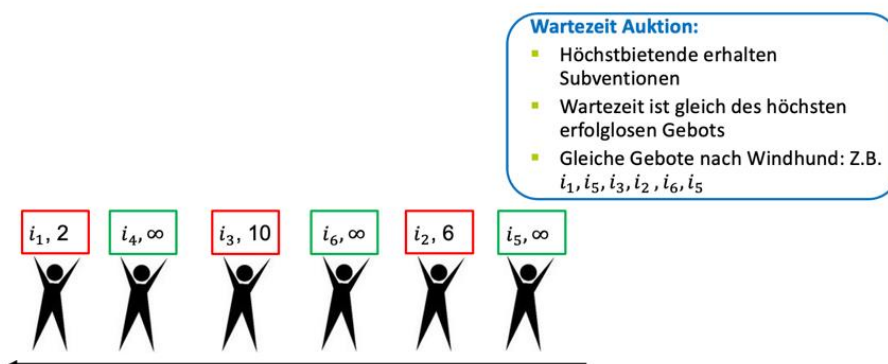 Wartezeit Auktion:
▪ Höchstbietende erhalten
Subventionen
▪ Wartezeit ist gleich des höchsten
erfolglosen Gebots
▪ Gleiche Gebote nach Windhund: Z.B.
i₁, i₅, i₃, i₂ , i₆, i₅
i₁, 2
i₄, ∞
i₃, 10
i₆, ∞
i₂, 6
i₅, ∞